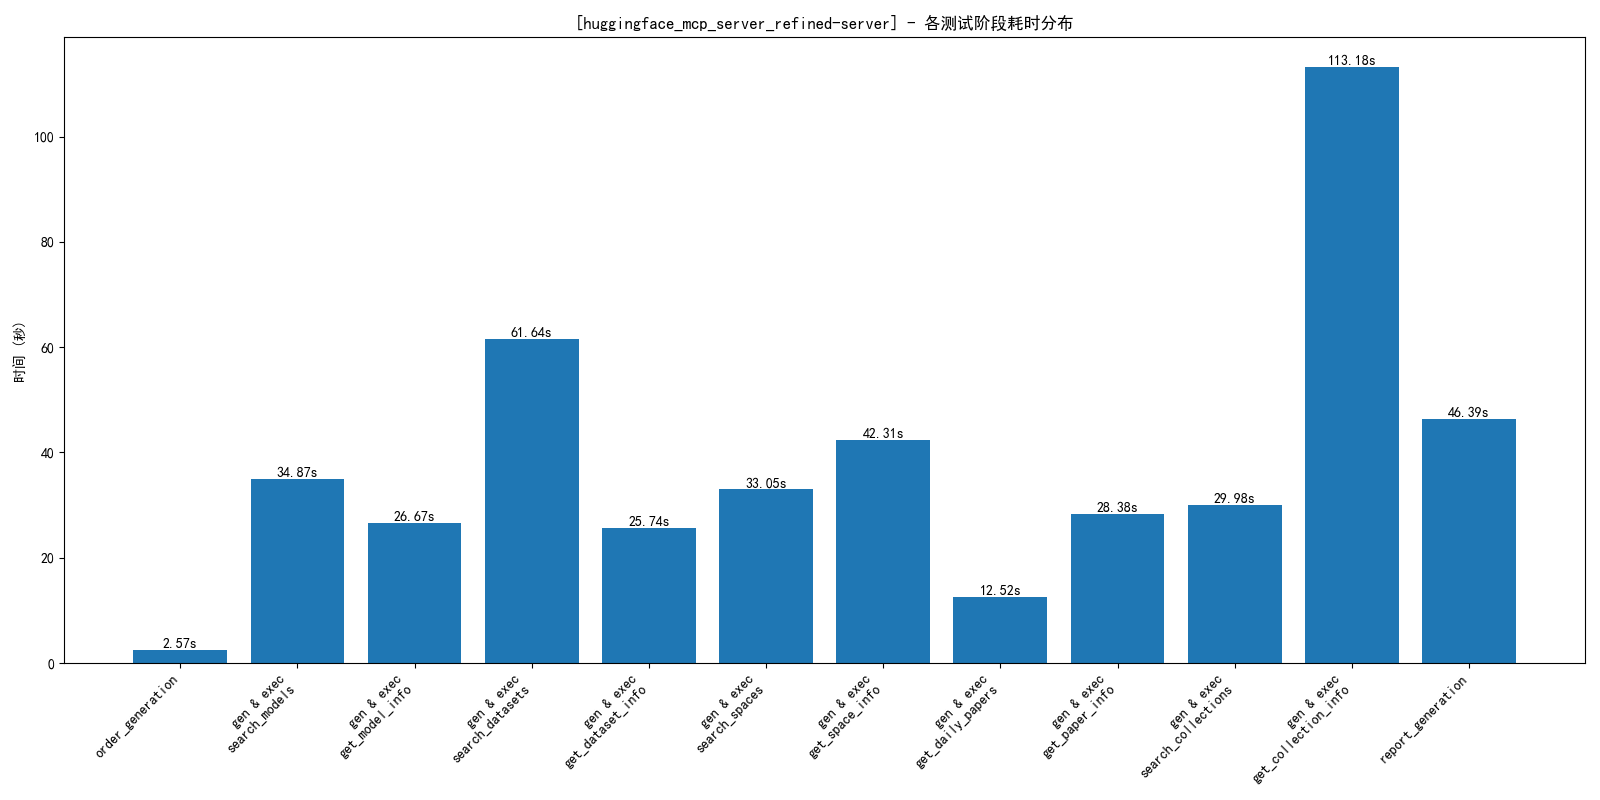 [huggingface_mcp_server_refined-server] - 各测试阶段耗时分布
时间 (秒)
100
80
60
40
20
0
2.57s
34.87s
26.67s
61.64s
25.74s
33.05s
42.31s
12.52s
28.38s
29.98s
113.18s
46.39s
order_generation
gen & exec
search_models
gen & exec
get_model_info
gen & exec
search_datasets
gen & exec
get_dataset_info
gen & exec
search_spaces
gen & exec
get_space_info
gen & exec
get_daily_papers
gen & exec
get_paper_info
gen & exec
search_collections
gen & exec
get_collection_info
report_generation